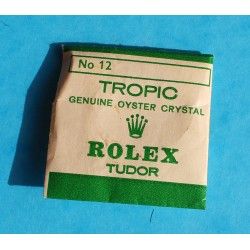 No 12
TROPIC
GENUINE OYSTER CRYSTAL
ROLEX
TUDOR